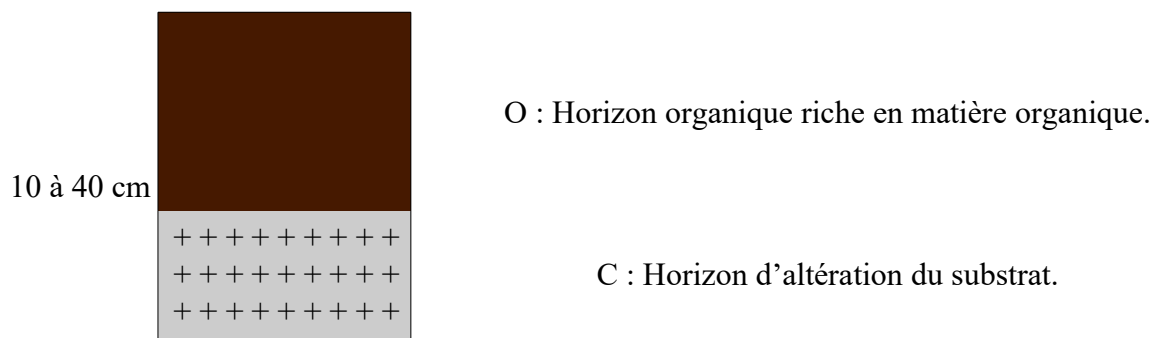 O : Horizon organique riche en matière organique.
10 à 40 cm
+ + + + + + + + +
+ + + + + + + + +
+ + + + + + + + +
C : Horizon d’altération du substrat.